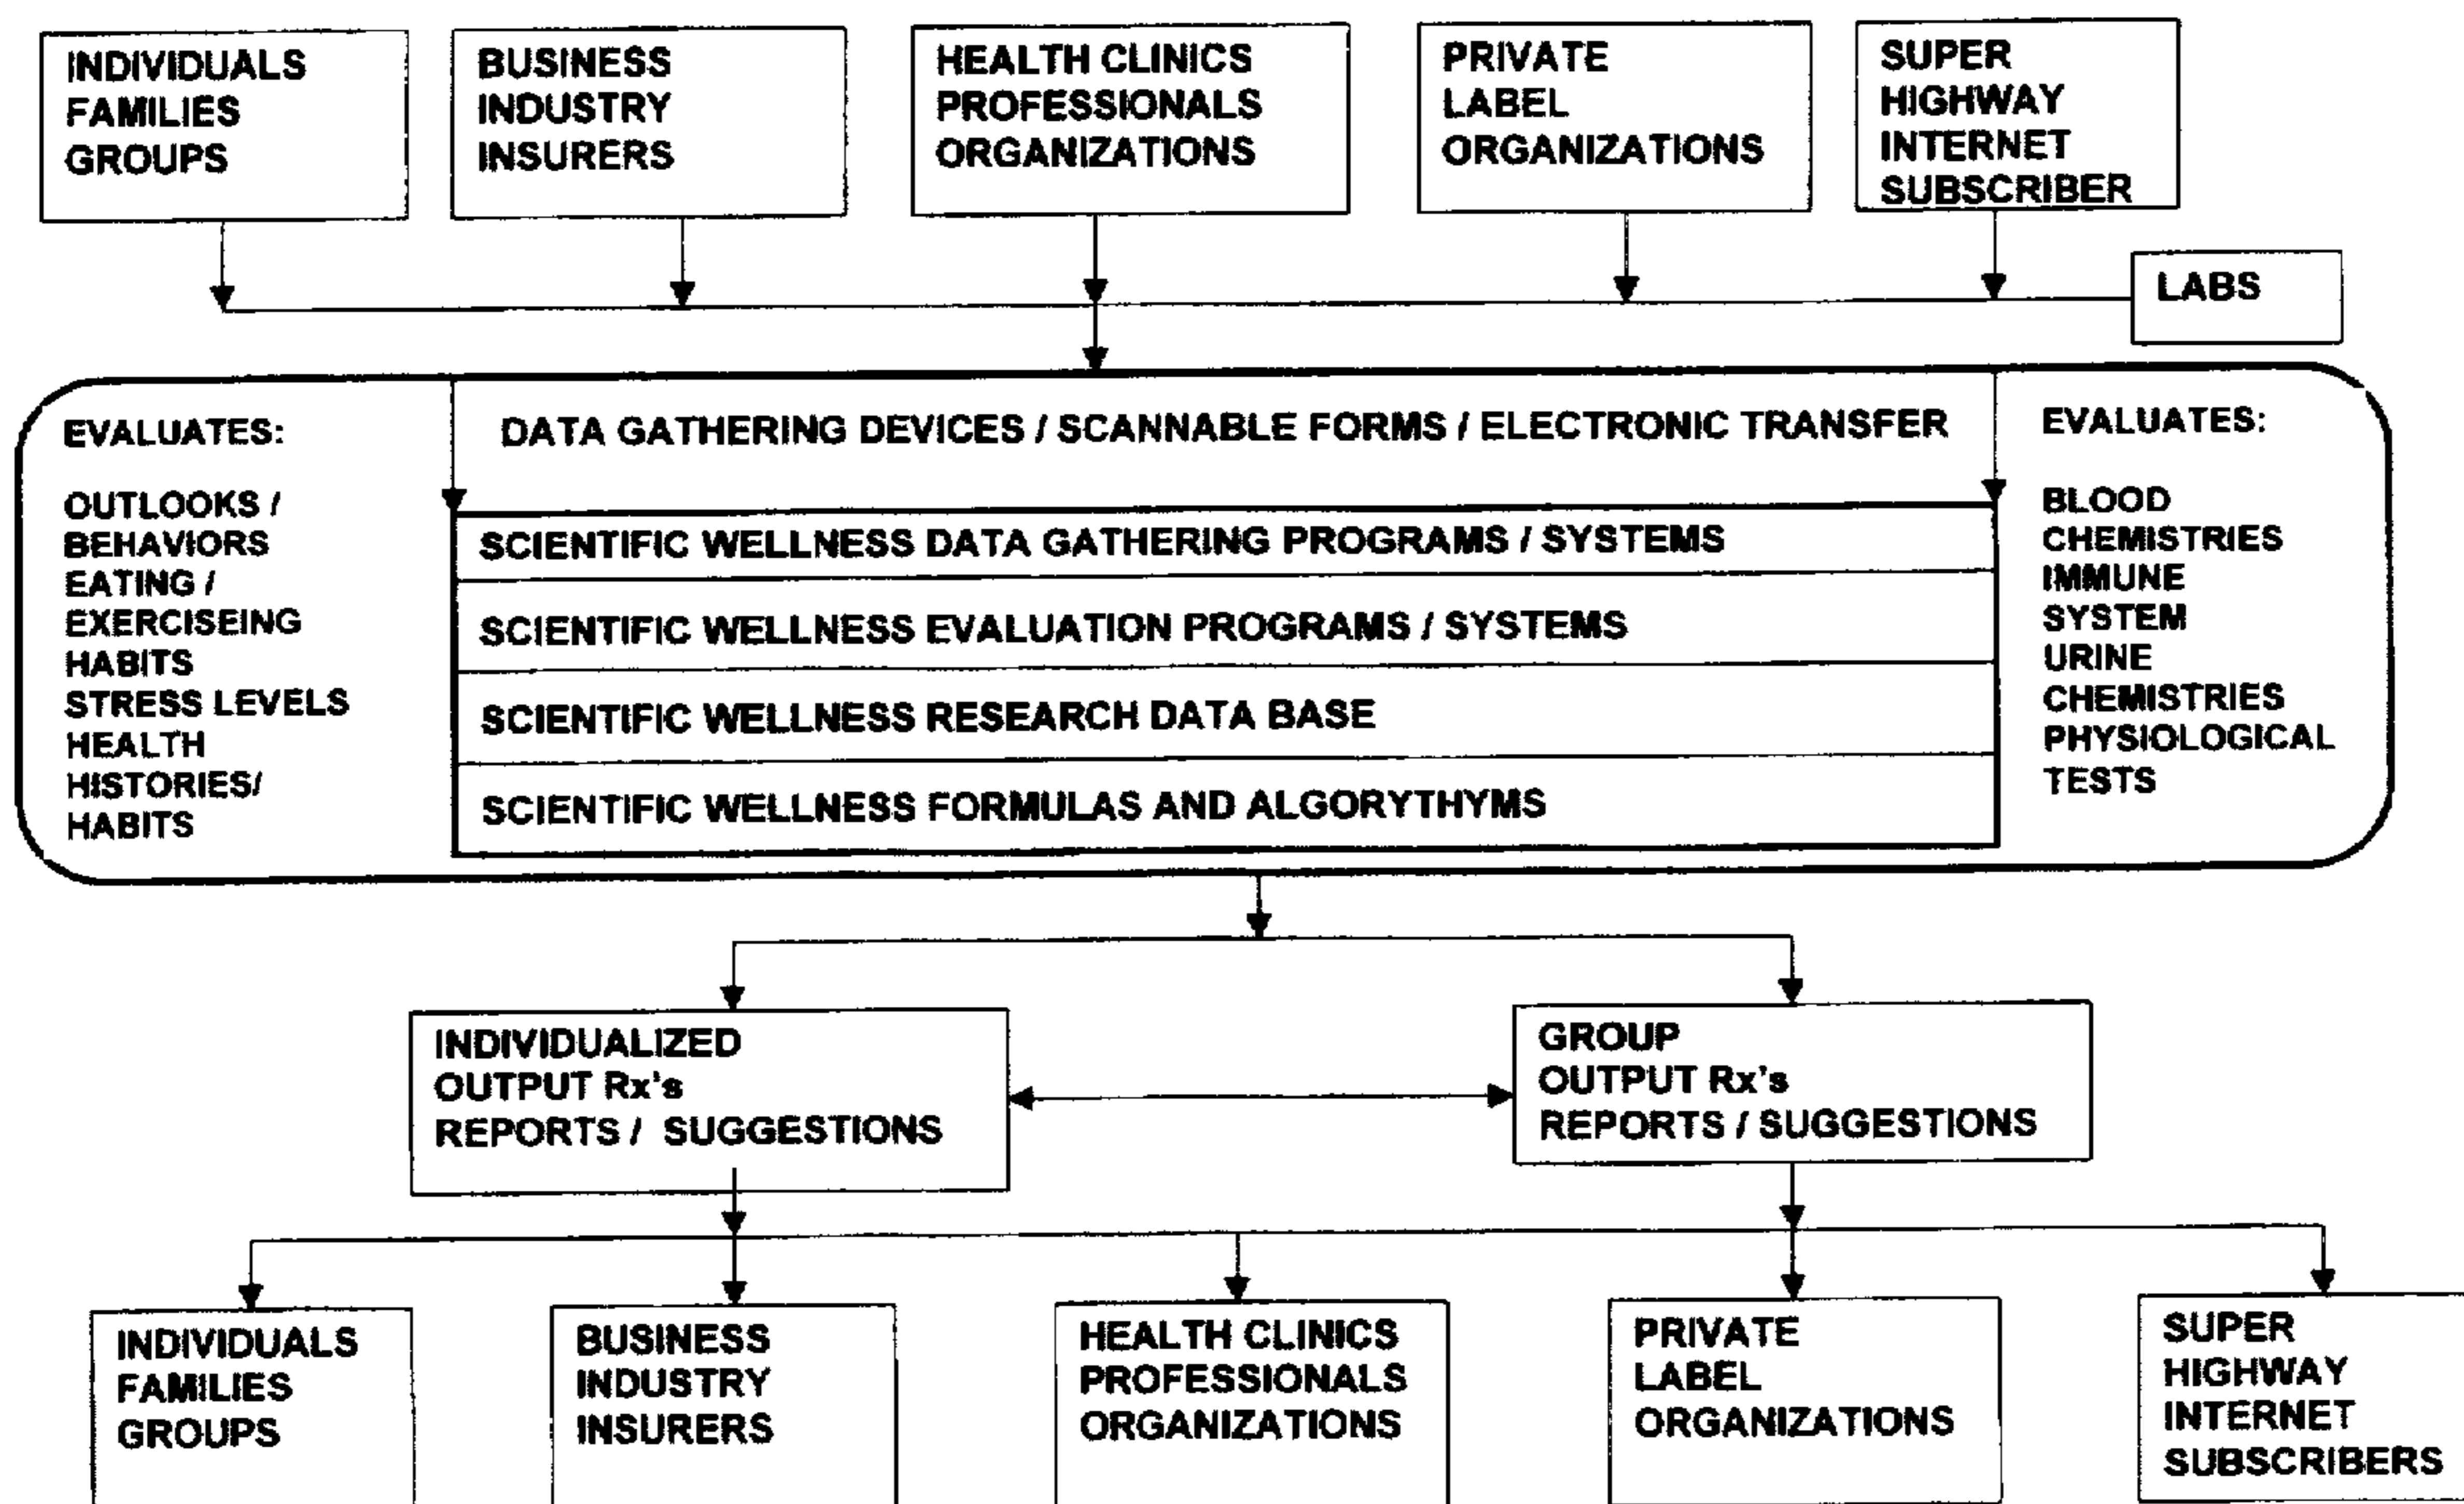 INDIVIDUALS
FAMILIES
GROUPS
BUSINESS
INDUSTRY
INSURERS
HEALTH CLINICS
PROFESSIONALS
ORGANIZATIONS
PRIVATE
LABEL
ORGANIZATIONS
SUPER
HIGHWAY
INTERNET
SUBSCRIBER
LABS
EVALUATES:
OUTLOOKS /
BEHAVIORS
EATING /
EXERCISEING
HABITS
STRESS LEVELS
HEALTH
HISTORIES/
HABITS
DATA GATHERING DEVICES / SCANNABLE FORMS / ELECTRONIC TRANSFER
SCIENTIFIC WELLNESS DATA GATHERING PROGRAMS / SYSTEMS
SCIENTIFIC WELLNESS EVALUATION PROGRAMS / SYSTEMS
SCIENTIFIC WELLNESS RESEARCH DATA BASE
SCIENTIFIC WELLNESS FORMULAS AND ALGORYTHYMS
EVALUATES:
BLOOD
CHEMISTRIES
IMMUNE
SYSTEM
URINE
CHEMISTRIES
PHYSIOLOGICAL
TESTS
INDIVIDUALIZED
OUTPUT Rx's
REPORTS / SUGGESTIONS
GROUP
OUTPUT Rx's
REPORTS / SUGGESTIONS
INDIVIDUALS
FAMILIES
GROUPS
BUSINESS
INDUSTRY
INSURERS
HEALTH CLINICS
PROFESSIONALS
ORGANIZATIONS
PRIVATE
LABEL
ORGANIZATIONS
SUPER
HIGHWAY
INTERNET
SUBSCRIBERS